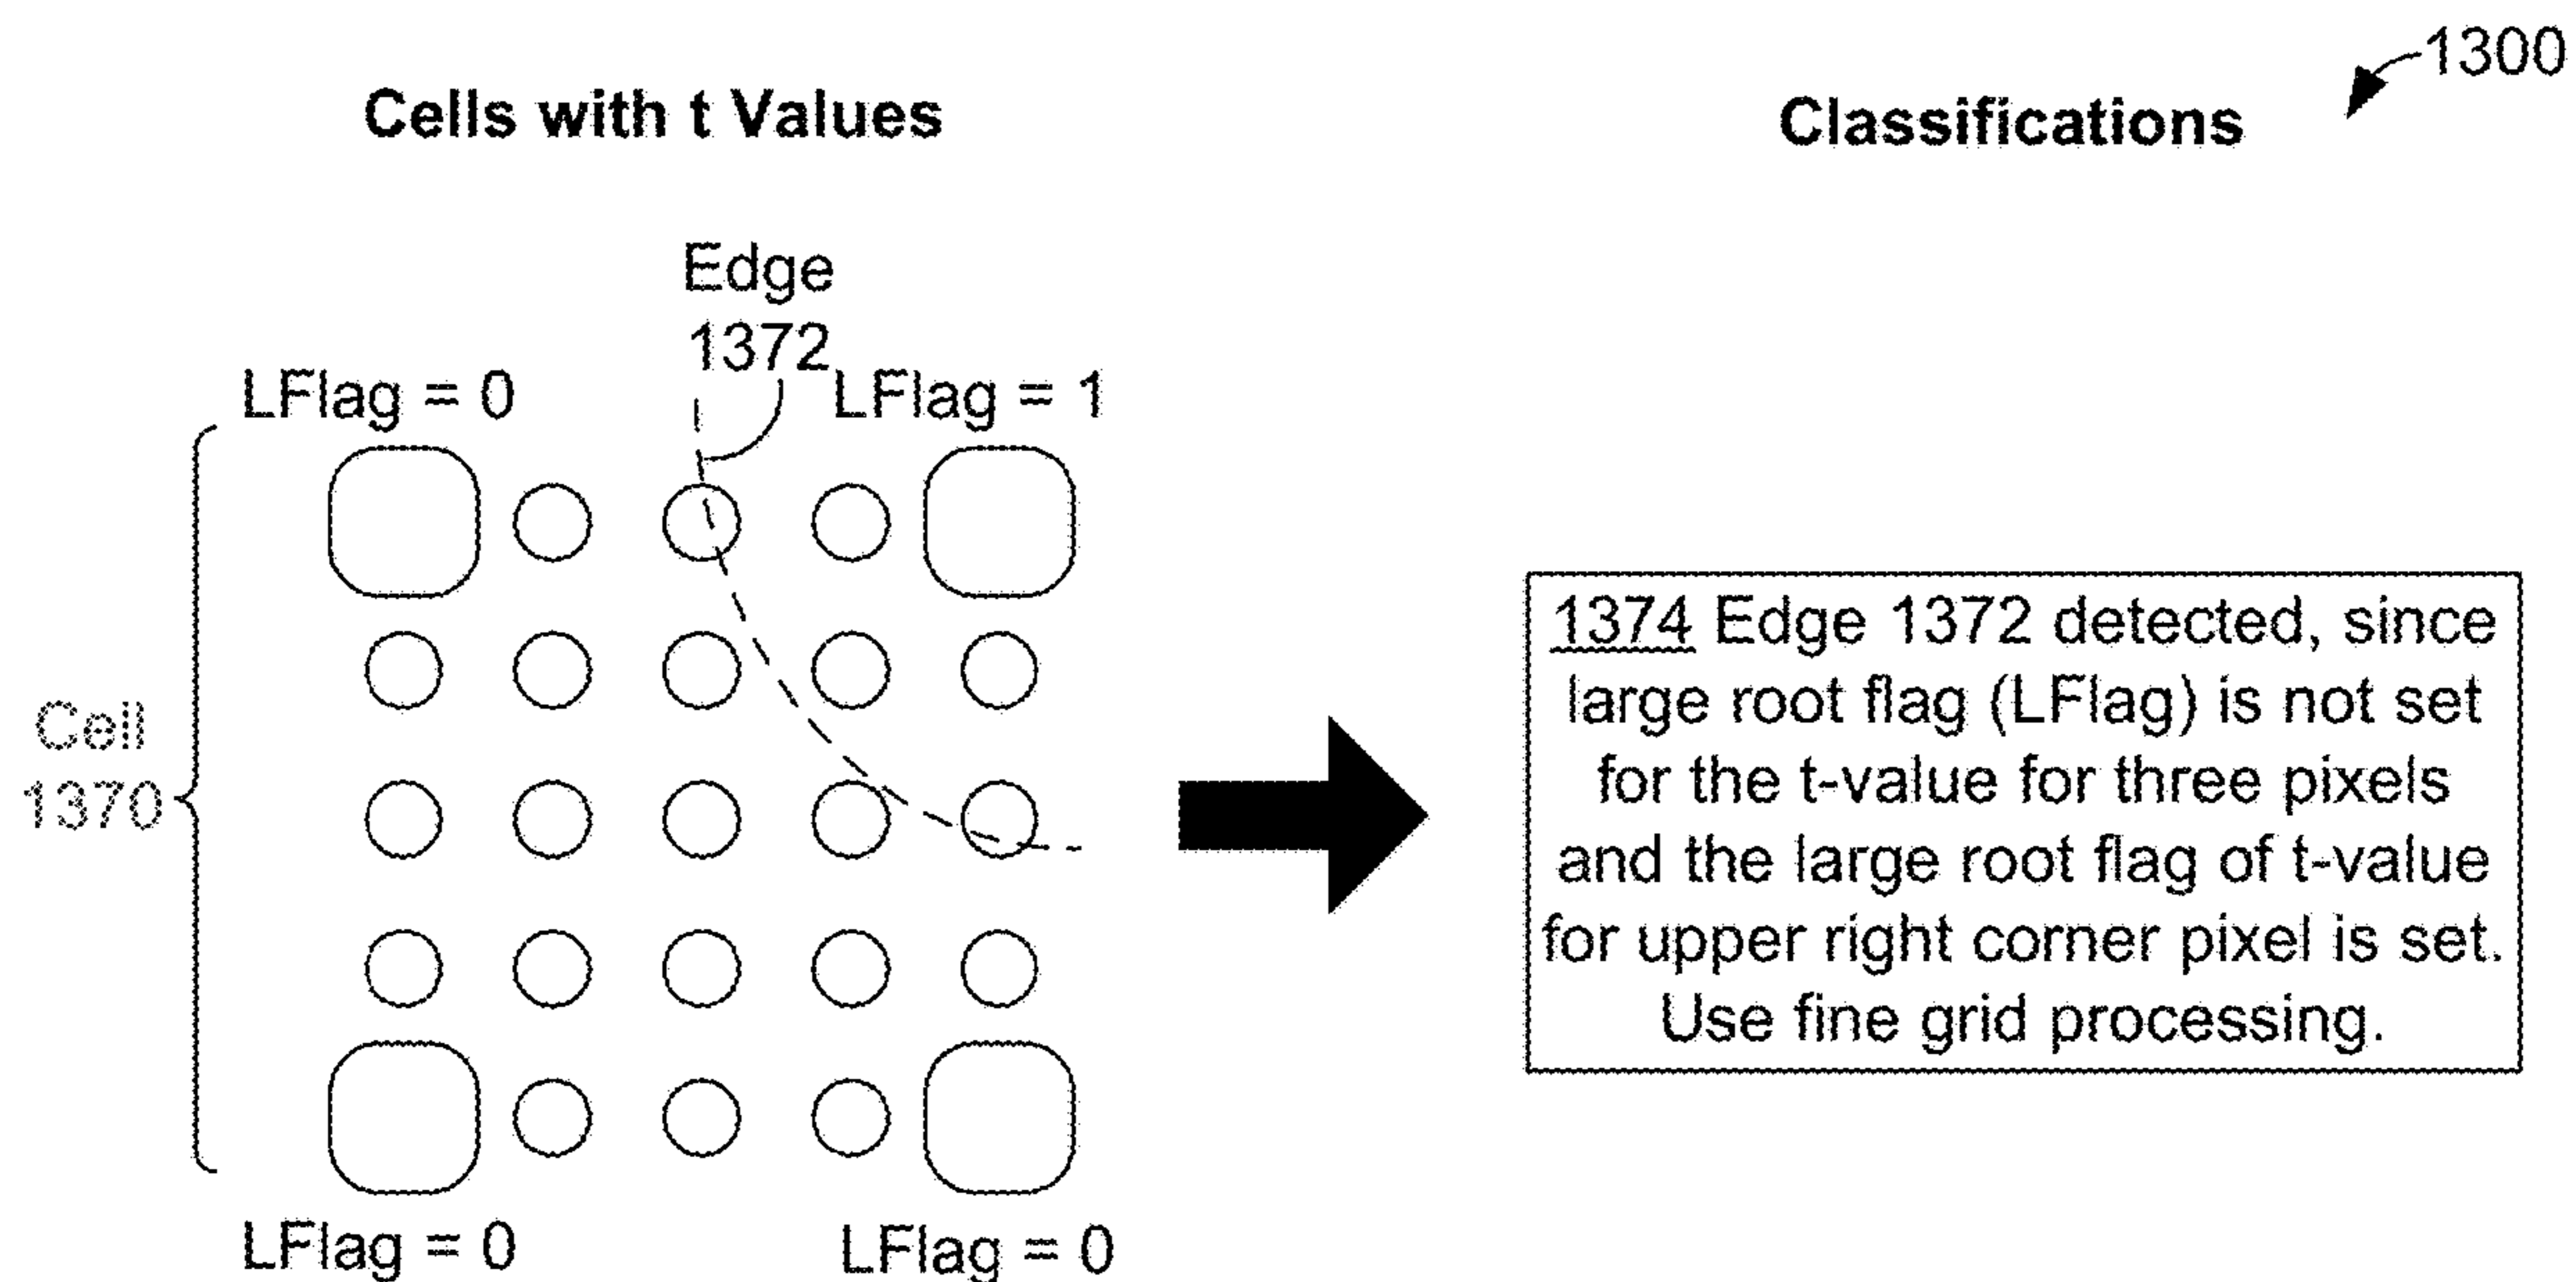 1300
Cells with t Values
Classifications
Edge
1372
LFlag = 0
LFlag = 1
Cell
1370
1374 Edge 1372 detected, since
large root flag (LFlag) is not set
for the t-value for three pixels
and the large root flag of t-value
for upper right corner pixel is set.
Use fine grid processing.
LFlag = 0
LFlag = 0